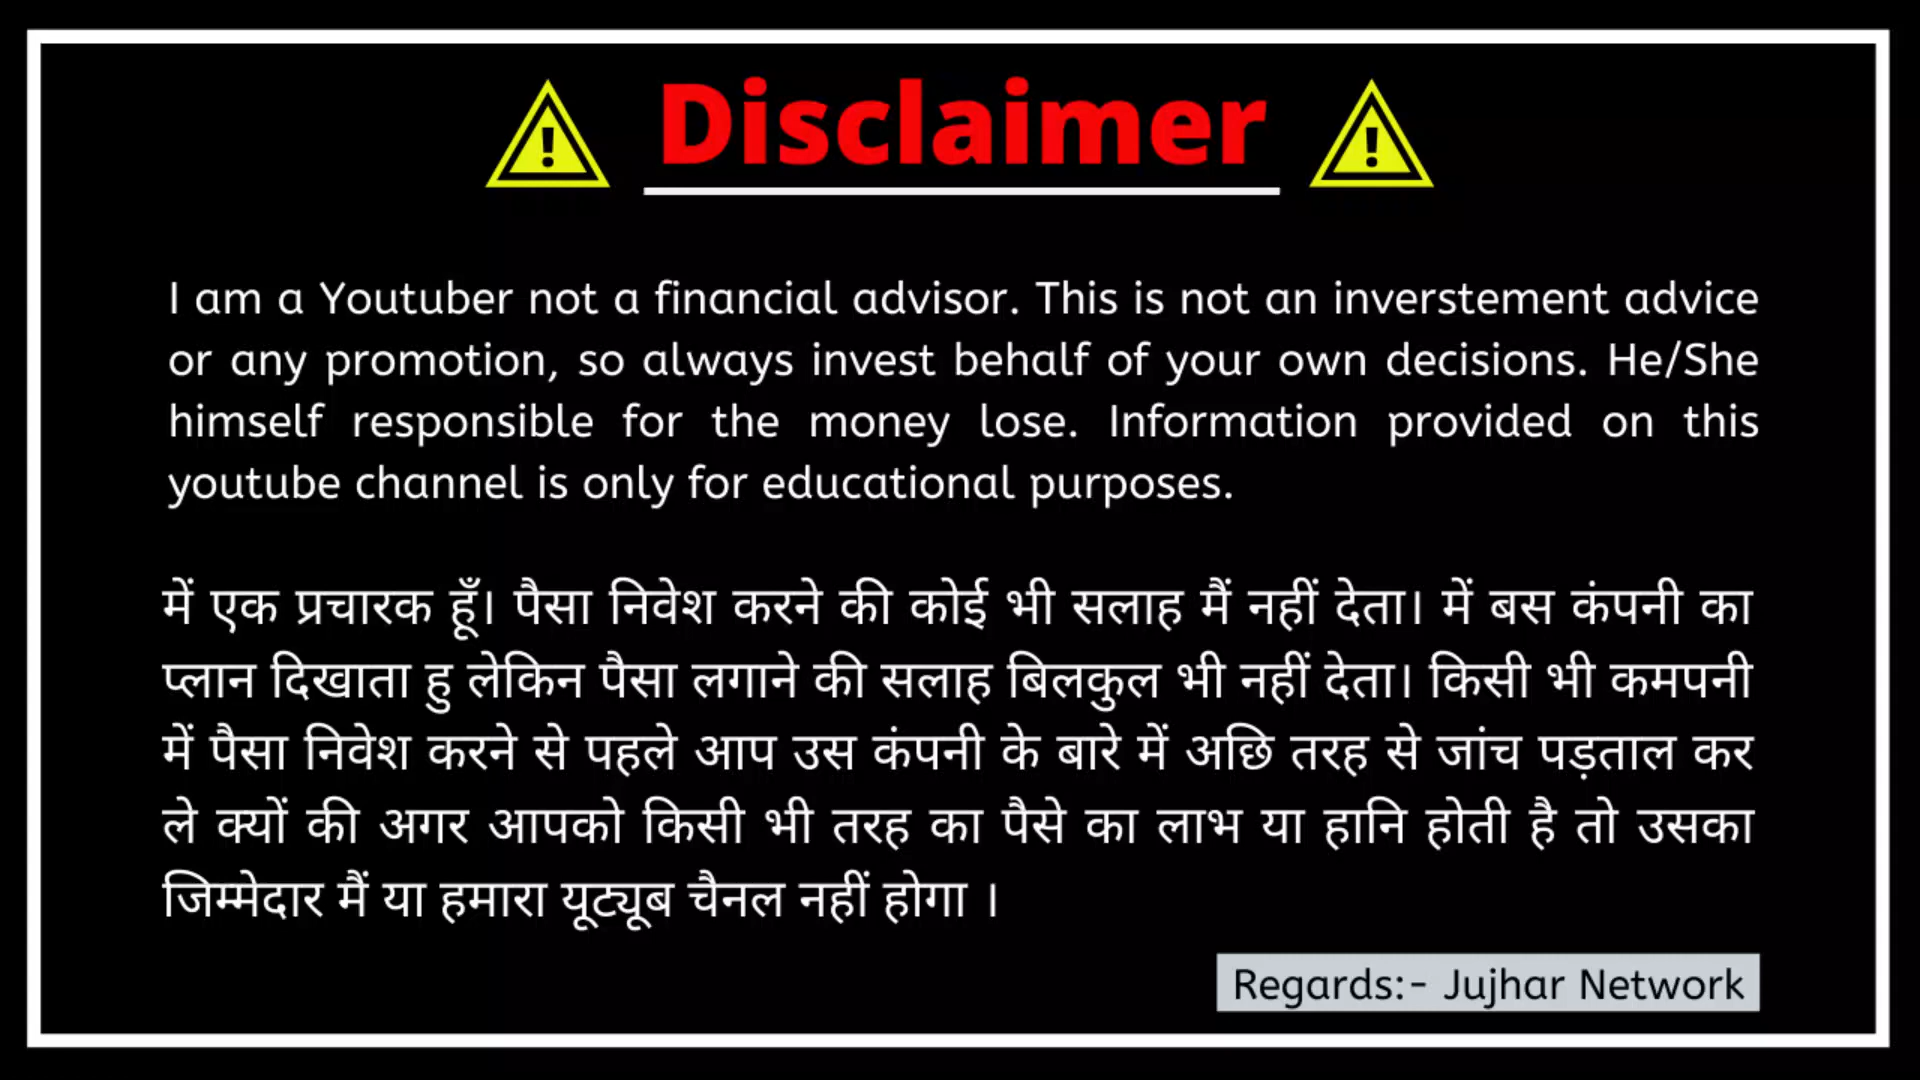 Disclaimer
I am a Youtuber not a financial advisor. This is not an inverstement advice
or any promotion, so always invest behalf of your own decisions. He/She
himself responsible for the money lose. Information provided on this
youtube channel is only for educational purposes.
में एक प्रचारक हूँ। पैसा निवेश करने की कोई भी सलाह मैं नहीं देता। में बस कंपनी का
प्लान दिखाता हु लेकिन पैसा लगाने की सलाह बिलकुल भी नहीं देता। किसी भी कमपनी
में पैसा निवेश करने से पहले आप उस कंपनी के बारे में अछि तरह से जांच पड़ताल कर
ले क्यों की अगर आपको किसी भी तरह का पैसे का लाभ या हानि होती है तो उसका
जिम्मेदार मैं या हमारा यूट्यूब चैनल नहीं होगा ।
Regards:- Jujhar Network